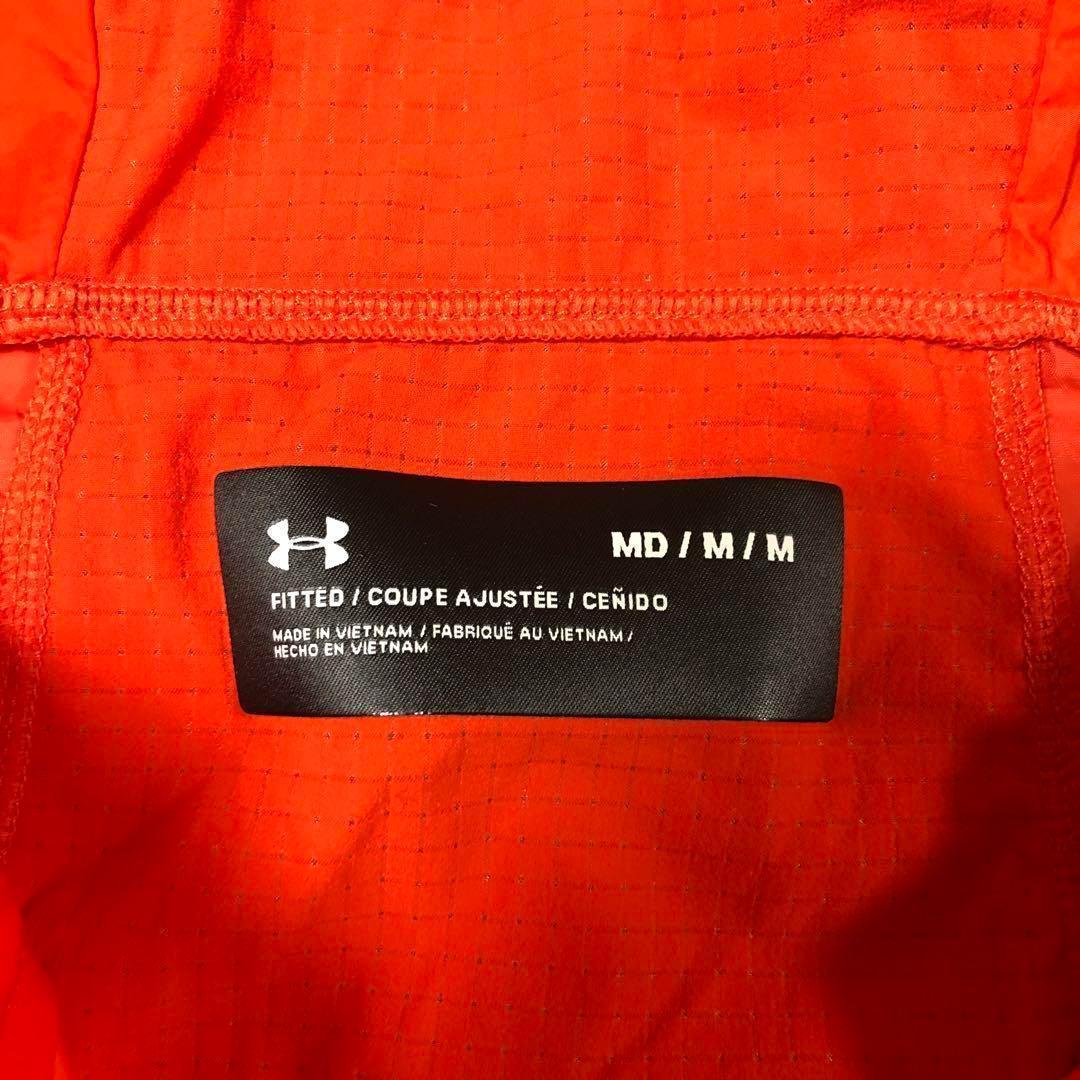 MD / M / M
FITTED / COUPE AJUSTÉE / CEÑIDO
MADE IN VIETNAM / FABRIQUÉ AU VIETNAM /
HECHO EN VIETNAM